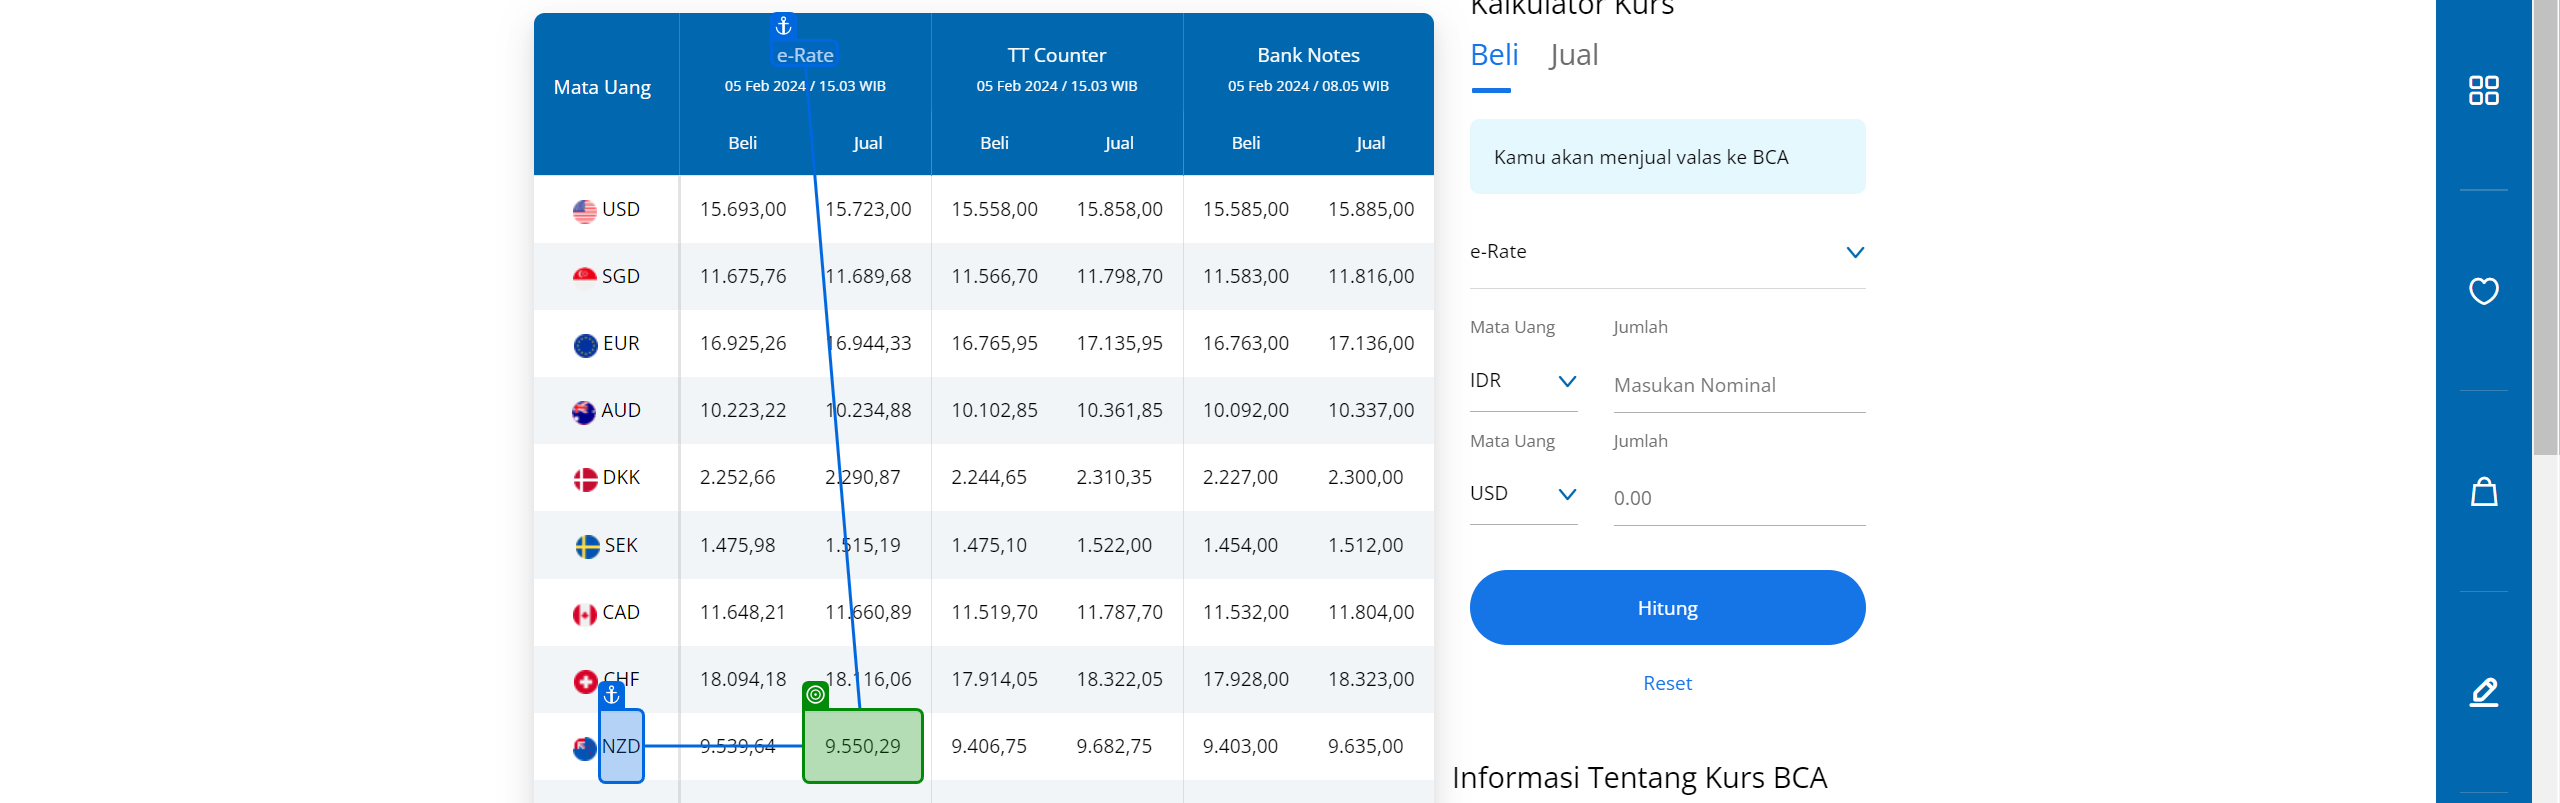 Mata Uang
e-Rate
05 Feb 2024 / 15.03 WIB
TT Counter
05 Feb 2024 / 15.03 WIB
Bank Notes
05 Feb 2024 / 08.05 WIB
Beli Jual Beli Jual Beli Jual
USD 15.693,00 15.723,00 15.558,00 15.858,00 15.585,00 15.885,00
SGD 11.675,76 11.689,68 11.566,70 11.798,70 11.583,00 11.816,00
EUR 16.925,26 16.944,33 16.765,95 17.135,95 16.763,00 17.136,00
AUD 10.223,22 10.234,88 10.102,85 10.361,85 10.092,00 10.337,00
DKK 2.252,66 2.290,87 2.244,65 2.310,35 2.227,00 2.300,00
SEK 1.475,98 1.515,19 1.475,10 1.522,00 1.454,00 1.512,00
CAD 11.648,21 11.660,89 11.519,70 11.787,70 11.532,00 11.804,00
CHF 18.094,18 18.116,06 17.914,05 18.322,05 17.928,00 18.323,00
NZD 9.539,64 9.550,29 9.406,75 9.682,75 9.403,00 9.635,00
Kalkulator Kurs
Beli Jual
Kamu akan menjual valas ke BCA
e-Rate
Mata Uang Jumlah
IDR Masukan Nominal
Mata Uang Jumlah
USD 0.00
Hitung
Reset
Informasi Tentang Kurs BCA